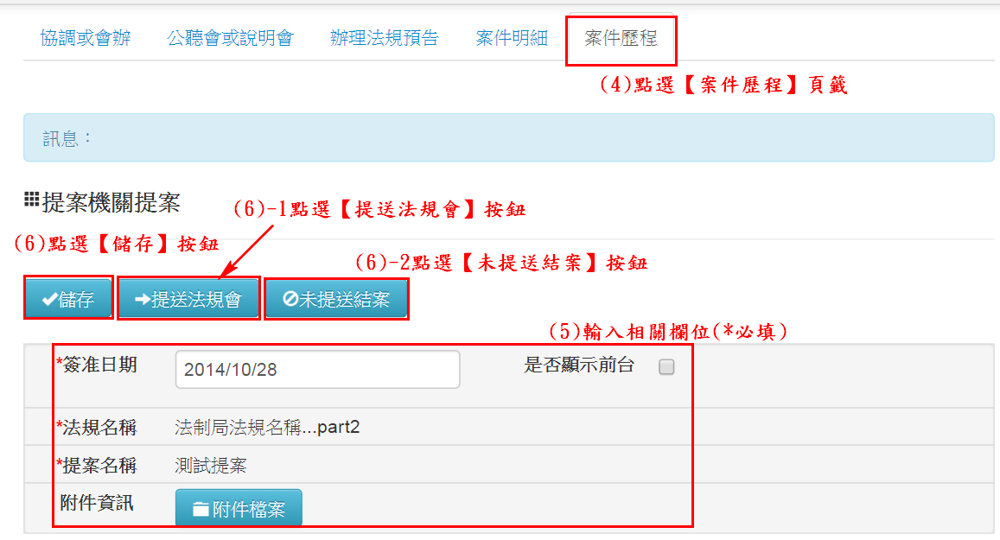 協調或會辦 公聽會或說明會 辦理法規預告 案件明細 案件歷程
(4)點選【案件歷程】頁籤
訊息：
提案機關提案
(6)-1點選【提送法規會】按鈕
(6)點選【儲存】按鈕
(6)-2點選【未提送結案】按鈕
儲存 提送法規會 未提送結案
(5)輸入相關欄位(*必填)
*簽准日期 2014/10/28 是否顯示前台
*法規名稱 法制局法規名稱...part2
*提案名稱 測試提案
附件資訊 附件檔案